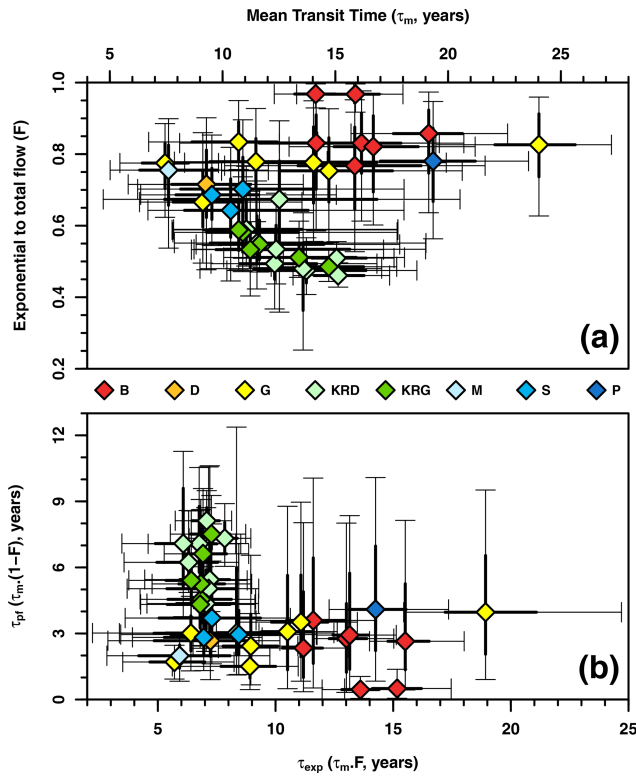 Mean Transit Time (τm, years)
5 10 15 20 25
(a)
Exponential to total flow (F)
0.2 0.4 0.6 0.8 1.0
B D G KRD KRG M S P
(b)
τpf (τm.(1−F), years)
0 3 6 9 12
5 10 15 20 25
τexp (τm.F, years)